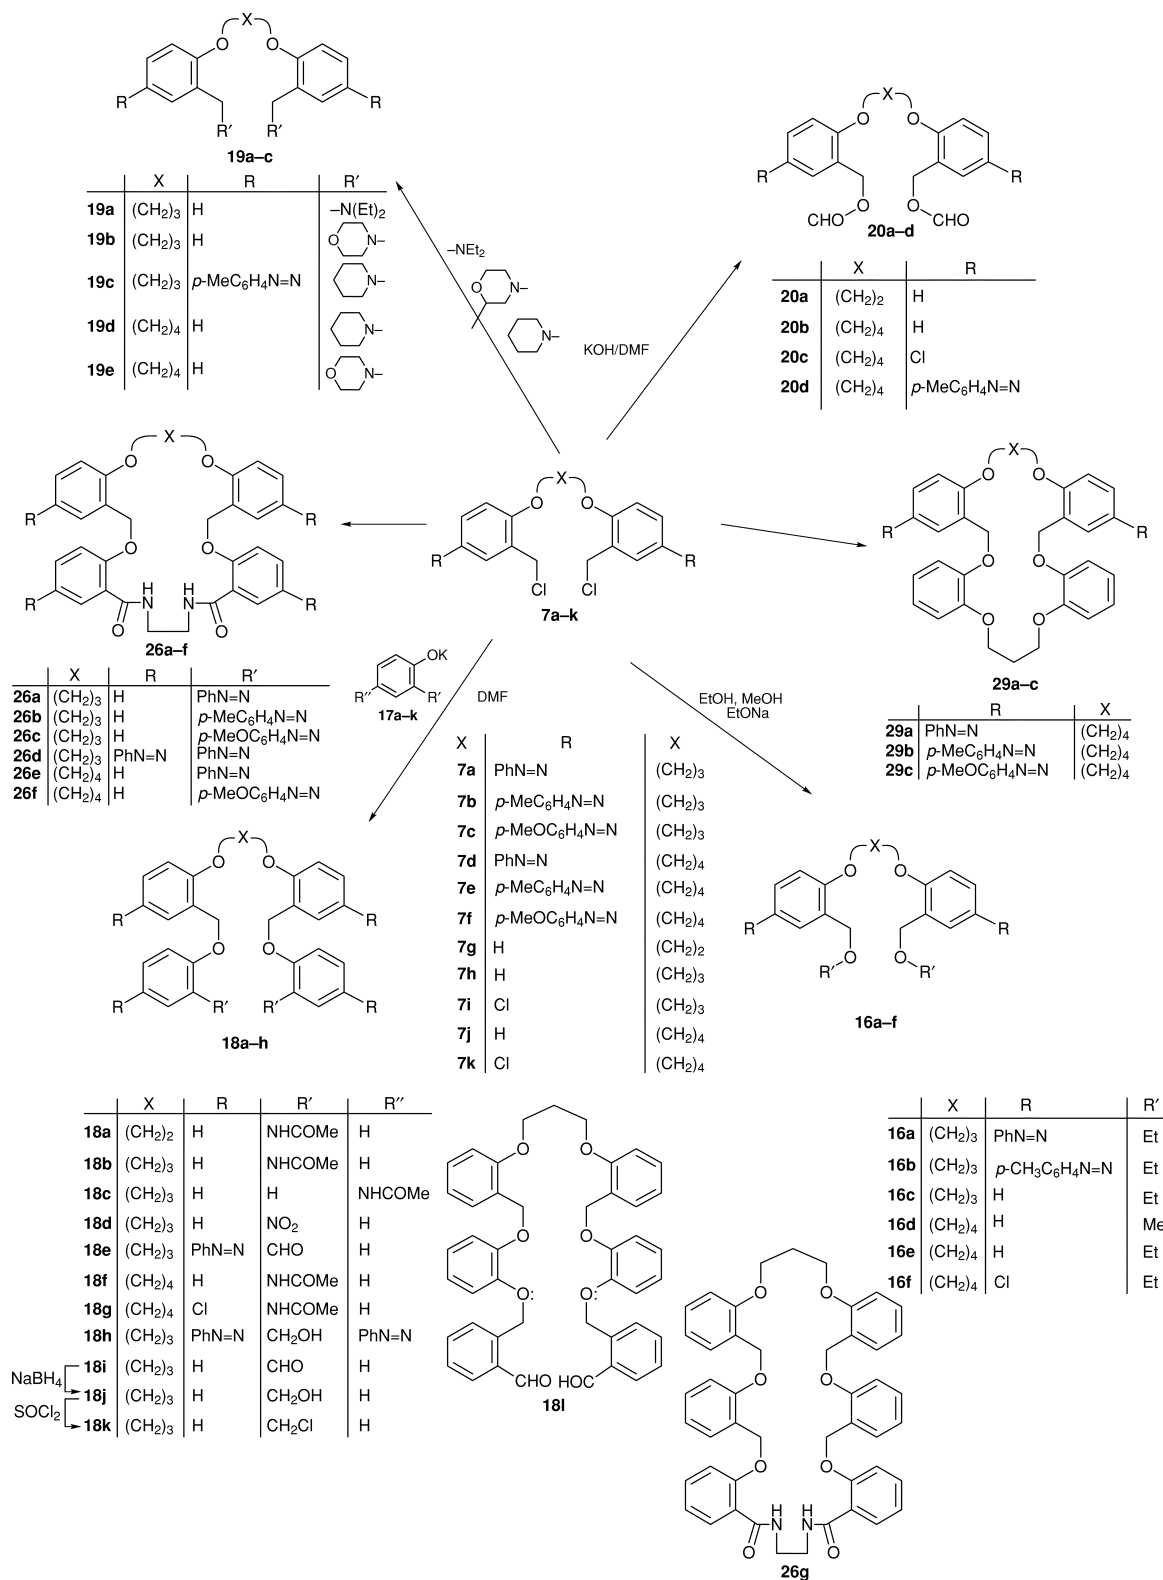 X
O O
R R
R′ R′
19a–c
X R R′
19a (CH2)3 H –N(Et)2
19b (CH2)3 H O N–
19c (CH2)3 p-MeC6H4N=N N–
19d (CH2)4 H N–
19e (CH2)4 H O N–
–NEt2
O N–
N–
KOH/DMF
X
O O
R R
O O
CHO CHO
20a–d
X R
20a (CH2)2 H
20b (CH2)4 H
20c (CH2)4 Cl
20d (CH2)4 p-MeC6H4N=N
X
O O
R R
O O
R R
H H
N N
O O
26a–f
X R R′
26a (CH2)3 H PhN=N
26b (CH2)3 H p-MeC6H4N=N
26c (CH2)3 H p-MeOC6H4N=N
26d (CH2)3 PhN=N PhN=N
26e (CH2)4 H PhN=N
26f (CH2)4 H p-MeOC6H4N=N
X
O O
R R
Cl Cl
7a–k
X
O O
R R
O O
O O
29a–c
R X
29a PhN=N (CH2)4
29b p-MeC6H4N=N (CH2)4
29c p-MeOC6H4N=N (CH2)4
OK
R′′ R′
17a–k
DMF
EtOH, MeOH
EtONa
X R X
7a PhN=N (CH2)3
7b p-MeC6H4N=N (CH2)3
7c p-MeOC6H4N=N (CH2)3
7d PhN=N (CH2)4
7e p-MeC6H4N=N (CH2)4
7f p-MeOC6H4N=N (CH2)4
7g H (CH2)2
7h H (CH2)3
7i Cl (CH2)3
7j H (CH2)4
7k Cl (CH2)4
X
O O
R R
O O
R R′ R′ R
18a–h
X
O O
R R
O O
R′ R′
16a–f
X R R′ R′′
18a (CH2)2 H NHCOMe H
18b (CH2)3 H NHCOMe H
18c (CH2)3 H H NHCOMe
18d (CH2)3 H NO2 H
18e (CH2)3 PhN=N CHO H
18f (CH2)4 H NHCOMe H
18g (CH2)4 Cl NHCOMe H
18h (CH2)3 PhN=N CH2OH PhN=N
18i (CH2)3 H CHO H
NaBH4
18j (CH2)3 H CH2OH H
SOCl2
18k (CH2)3 H CH2Cl H
O O
O O
O: O:
CHO HOC
18l
X R R′
16a (CH2)3 PhN=N Et
16b (CH2)3 p-CH3C6H4N=N Et
16c (CH2)3 H Et
16d (CH2)4 H Me
16e (CH2)4 H Et
16f (CH2)4 Cl Et
O O
O O
O O
H H
N N
O O
26g